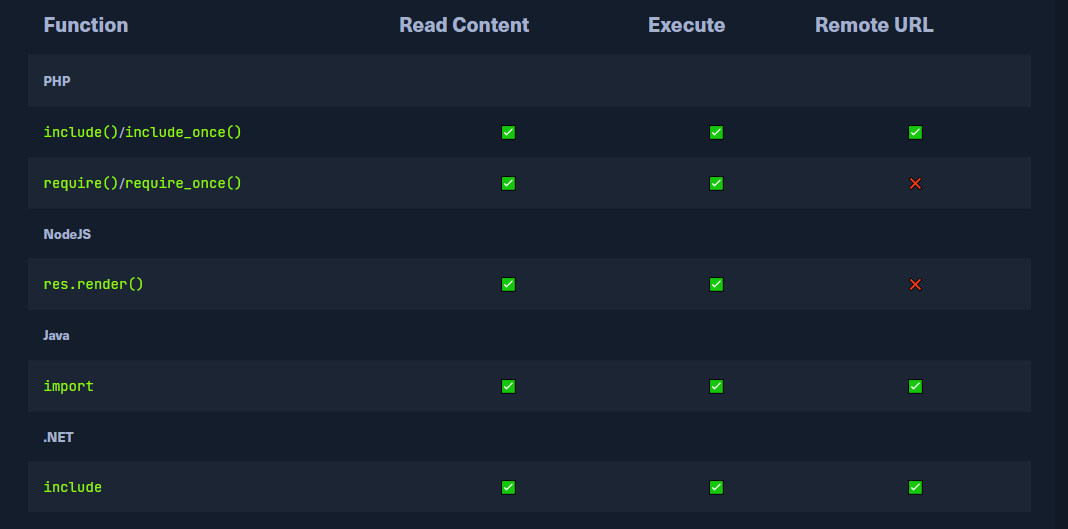 Function Read Content Execute Remote URL
PHP
include()/include_once() ✅ ✅ ✅
require()/require_once() ✅ ✅ ❌
NodeJS
res.render() ✅ ✅ ❌
Java
import ✅ ✅ ✅
.NET
include ✅ ✅ ✅